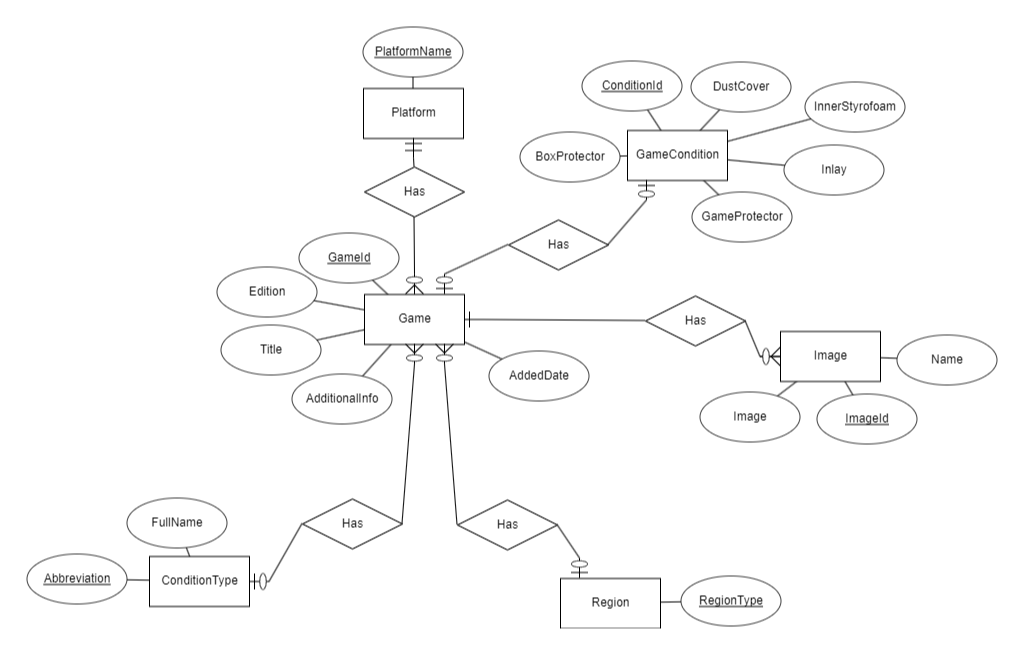 PlatformName
Platform
Has
ConditionId
DustCover
InnerStyrofoam
BoxProtector
GameCondition
Inlay
GameProtector
Has
GameId
Edition
Title
AdditionalInfo
Game
AddedDate
Has
Image
Name
Image
ImageId
Has
Has
FullName
Abbreviation
ConditionType
Region
RegionType